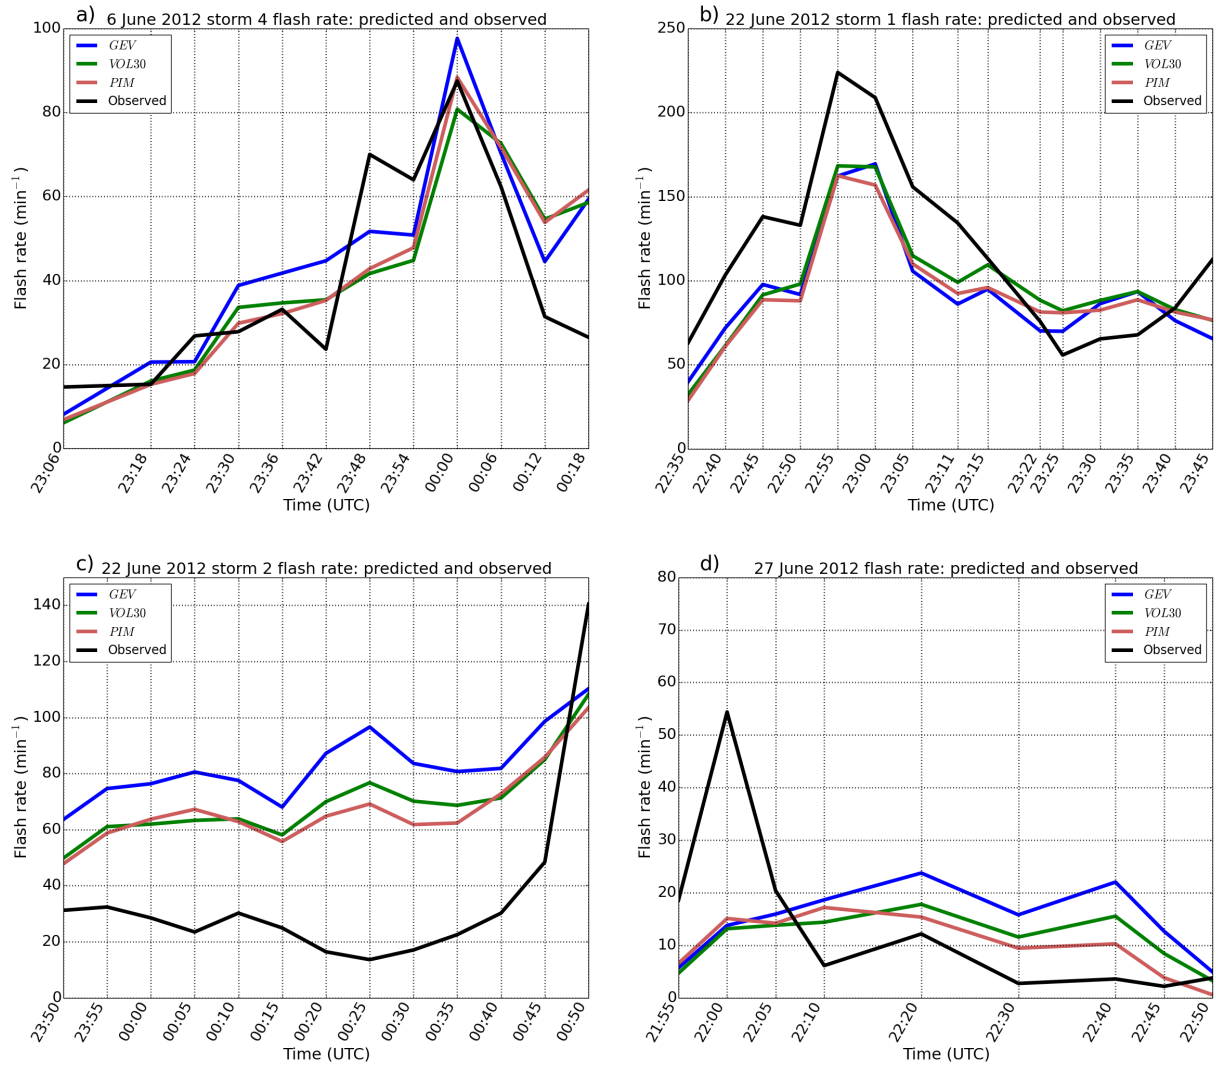 a) 6 June 2012 storm 4 flash rate: predicted and observed
GEV
VOL30
PIM
Observed
100
80
60
40
20
0
Flash rate (min⁻¹)
23:06 23:18 23:24 23:30 23:36 23:42 23:48 23:54 00:00 00:06 00:12 00:18
Time (UTC)
b) 22 June 2012 storm 1 flash rate: predicted and observed
GEV
VOL30
PIM
Observed
250
200
150
100
50
0
Flash rate (min⁻¹)
22:35 22:40 22:45 22:50 22:55 23:00 23:05 23:11 23:15 23:22 23:25 23:30 23:35 23:40 23:45
Time (UTC)
c) 22 June 2012 storm 2 flash rate: predicted and observed
GEV
VOL30
PIM
Observed
140
120
100
80
60
40
20
0
Flash rate (min⁻¹)
23:50 23:55 00:00 00:05 00:10 00:15 00:20 00:25 00:30 00:35 00:40 00:45 00:50
Time (UTC)
d) 27 June 2012 flash rate: predicted and observed
GEV
VOL30
PIM
Observed
80
70
60
50
40
30
20
10
0
Flash rate (min⁻¹)
21:55 22:00 22:05 22:10 22:20 22:30 22:40 22:45 22:50
Time (UTC)